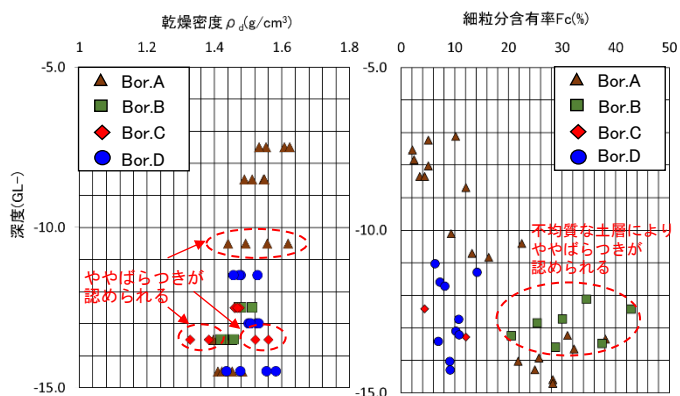 乾燥密度ρd(g/cm³)
1 1.2 1.4 1.6 1.8
-5.0
-10.0
-15.0
深度(GL-)
Bor.A
Bor.B
Bor.C
Bor.D
ややばらつきが
認められる
細粒分含有率Fc(%)
0 10 20 30 40 50
-5.0
-10.0
-15.0
Bor.A
Bor.B
Bor.C
Bor.D
不均質な土層により
ややばらつきが
認められる